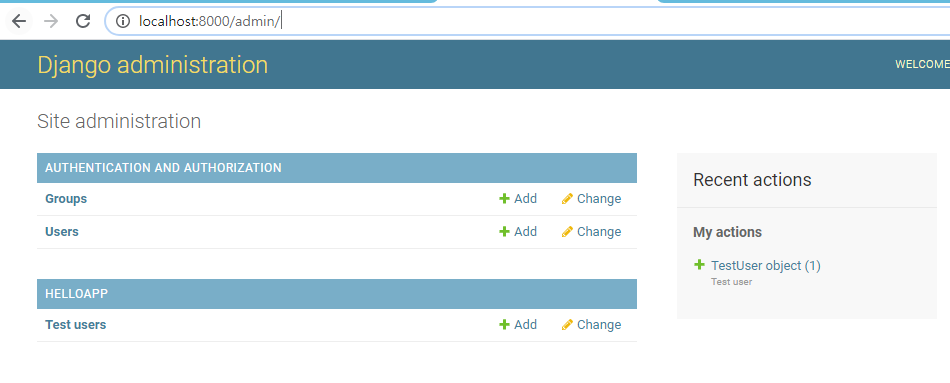 localhost:8000/admin/
Django administration
WELCOME
Site administration
AUTHENTICATION AND AUTHORIZATION
Groups Add Change
Users Add Change
HELLOAPP
Test users Add Change
Recent actions
My actions
TestUser object (1)
Test user